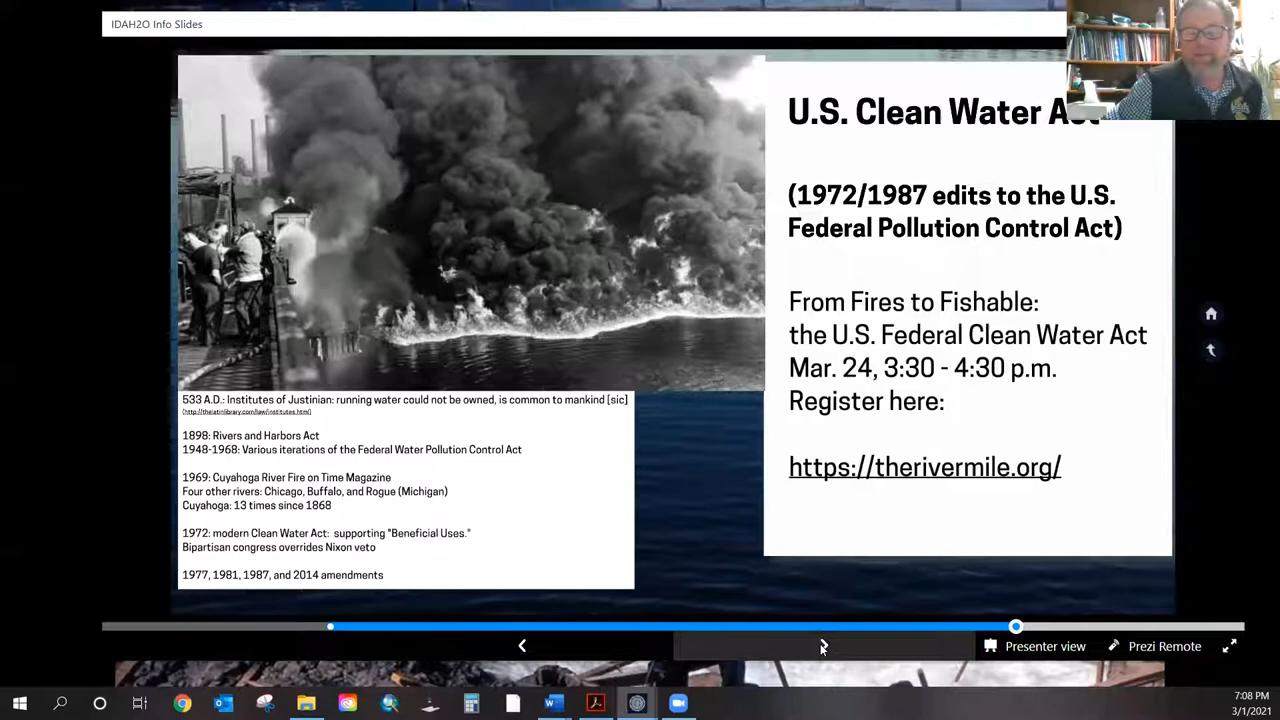 IDAH2O Info Slides
U.S. Clean Water Act
(1972/1987 edits to the U.S.
Federal Pollution Control Act)
From Fires to Fishable:
the U.S. Federal Clean Water Act
Mar. 24, 3:30 - 4:30 p.m.
Register here:
https://therivermile.org/
533 A.D.: Institutes of Justinian: running water could not be owned, is common to mankind [sic]
(http://thelatinlibrary.com/law/institutes.html)
1898: Rivers and Harbors Act
1948-1968: Various iterations of the Federal Water Pollution Control Act
1969: Cuyahoga River Fire on Time Magazine
Four other rivers: Chicago, Buffalo, and Rogue (Michigan)
Cuyahoga: 13 times since 1868
1972: modern Clean Water Act:  supporting "Beneficial Uses."
Bipartisan congress overrides Nixon veto
1977, 1981, 1987, and 2014 amendments
Presenter view
Prezi Remote
7:08 PM
3/1/2021